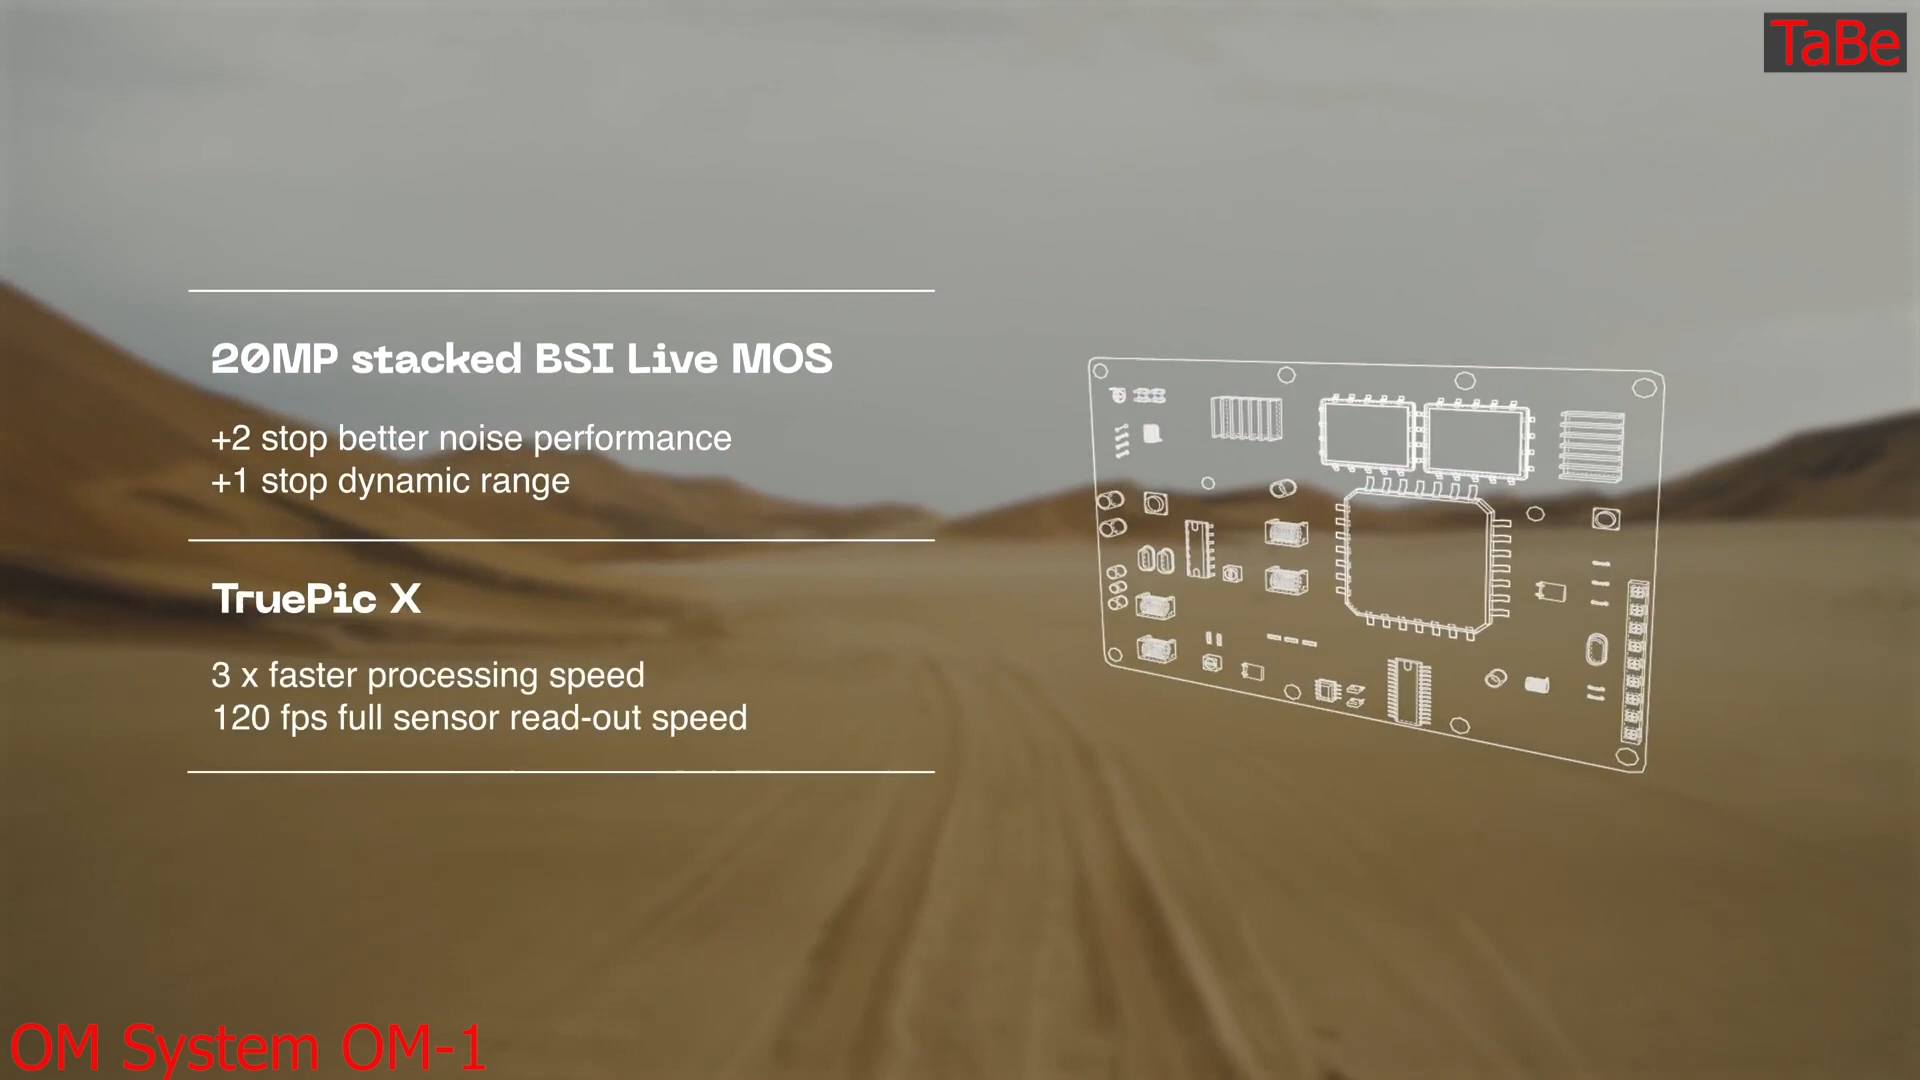 TaBe
20MP stacked BSI Live MOS
+2 stop better noise performance
+1 stop dynamic range
TruePic X
3 x faster processing speed
120 fps full sensor read-out speed
OM System OM-1